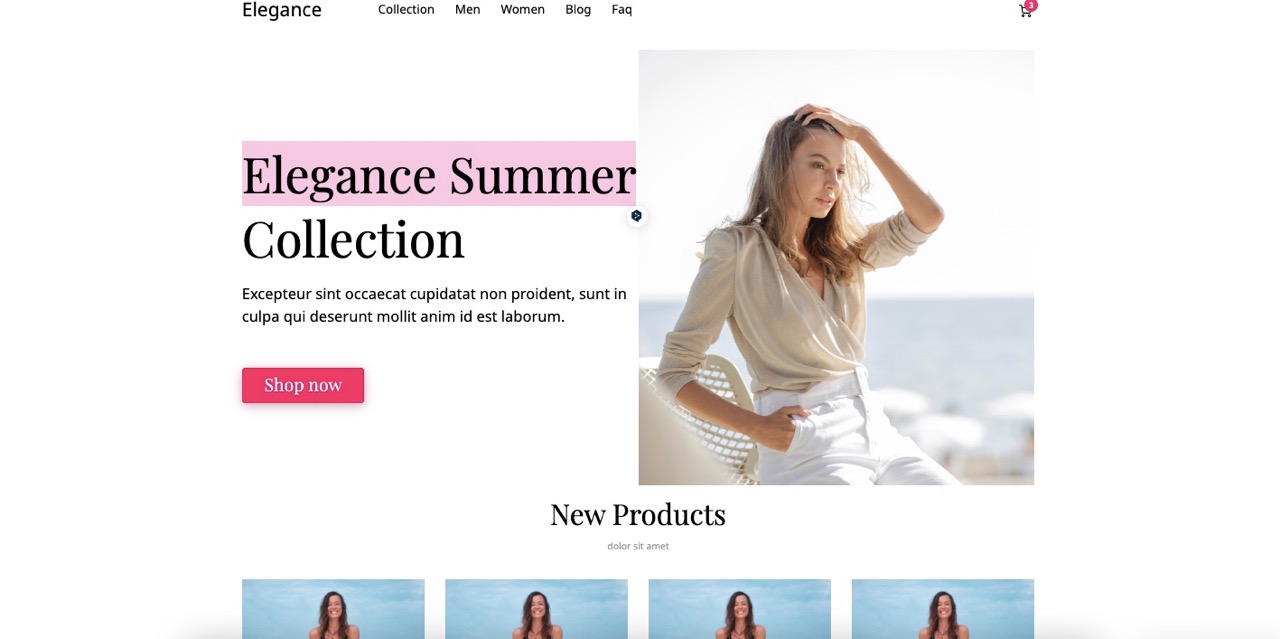 Elegance Collection Men Women Blog Faq 3
Elegance Summer
Collection
Excepteur sint occaecat cupidatat non proident, sunt in
culpa qui deserunt mollit anim id est laborum.
Shop now
New Products
dolor sit amet